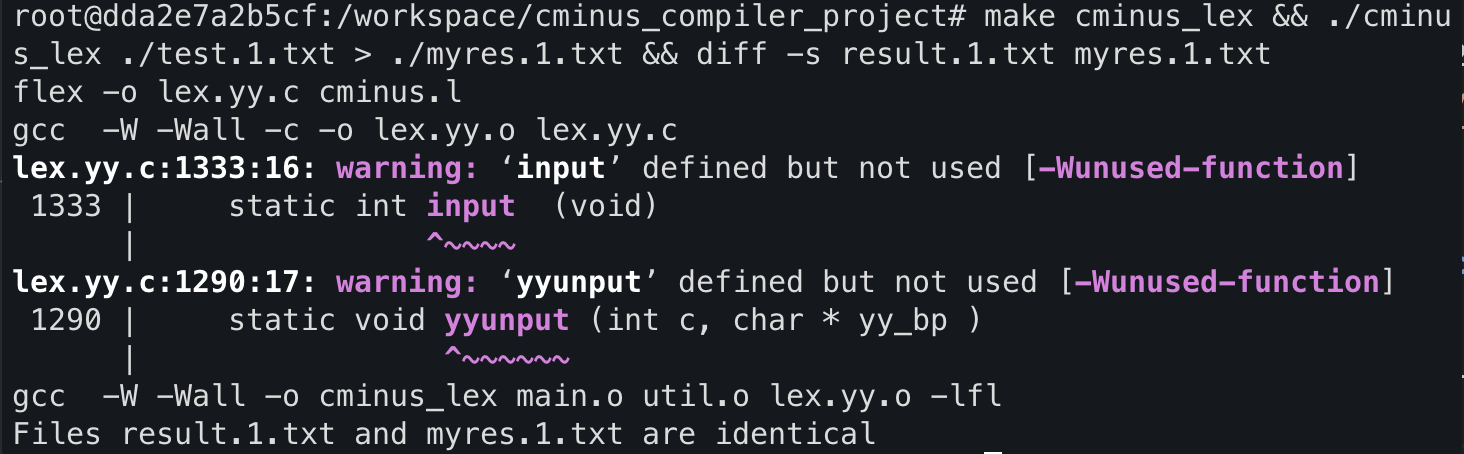 root@dda2e7a2b5cf:/workspace/cminus_compiler_project# make cminus_lex && ./cminu
s_lex ./test.1.txt > ./myres.1.txt && diff -s result.1.txt myres.1.txt
flex -o lex.yy.c cminus.l
gcc  -W -Wall -c -o lex.yy.o lex.yy.c
lex.yy.c:1333:16: warning: ‘input’ defined but not used [-Wunused-function]
 1333 |     static int input  (void)
      |                ^~~~~
lex.yy.c:1290:17: warning: ‘yyunput’ defined but not used [-Wunused-function]
 1290 |     static void yyunput (int c, char * yy_bp )
      |                 ^~~~~~~
gcc  -W -Wall -o cminus_lex main.o util.o lex.yy.o -lfl
Files result.1.txt and myres.1.txt are identical